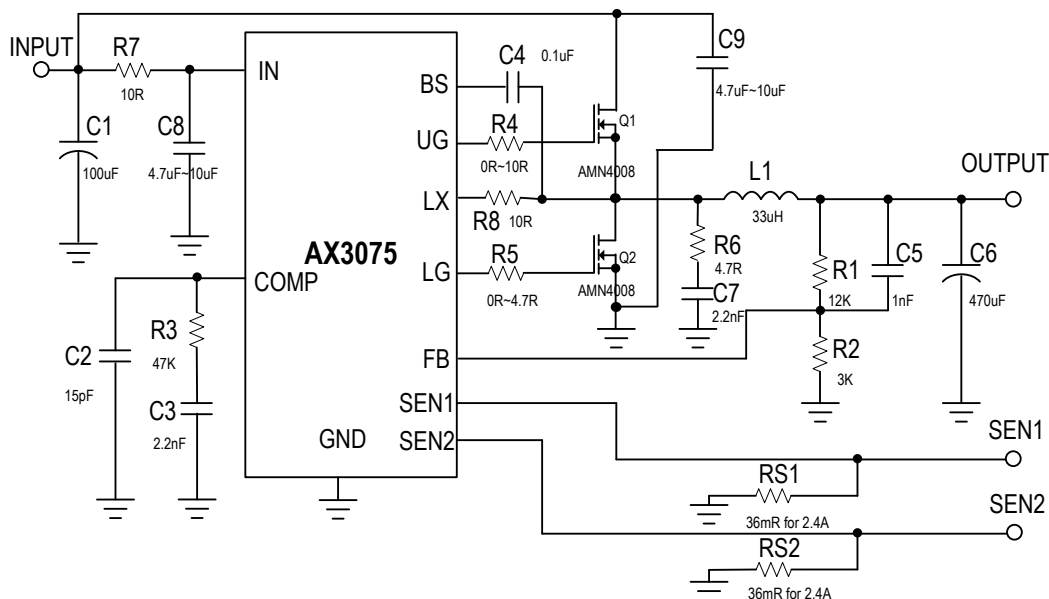 INPUT
R7
10R
C1
100uF
C8
4.7uF~10uF
IN
BS
UG
LX
LG
AX3075
COMP
FB
SEN1
SEN2
GND
C4
0.1uF
R4
0R~10R
R8
10R
R5
0R~4.7R
Q1
AMN4008
Q2
AMN4008
C9
4.7uF~10uF
L1
33uH
OUTPUT
R6
4.7R
C7
2.2nF
R1
12K
C5
1nF
C6
470uF
R2
3K
R3
47K
C2
15pF
C3
2.2nF
SEN1
RS1
36mR for 2.4A
SEN2
RS2
36mR for 2.4A